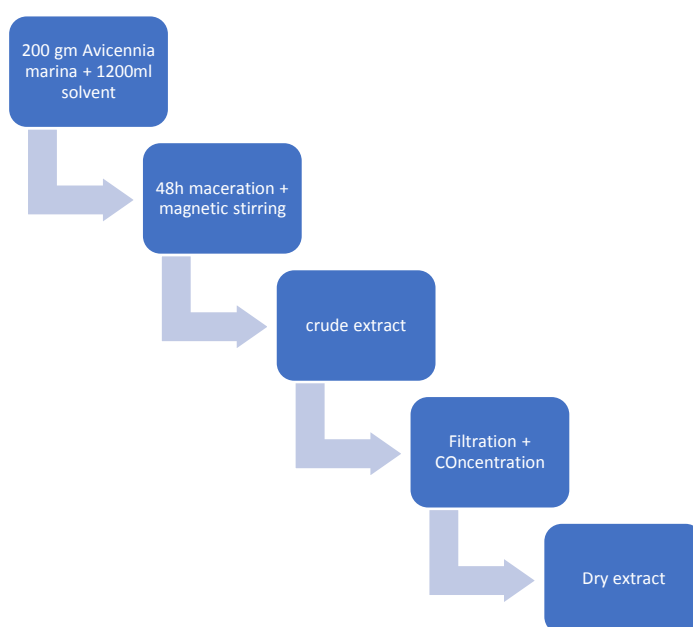 200 gm Avicennia
marina + 1200ml
solvent
48h maceration +
magnetic stirring
crude extract
Filtration +
COncentration
Dry extract